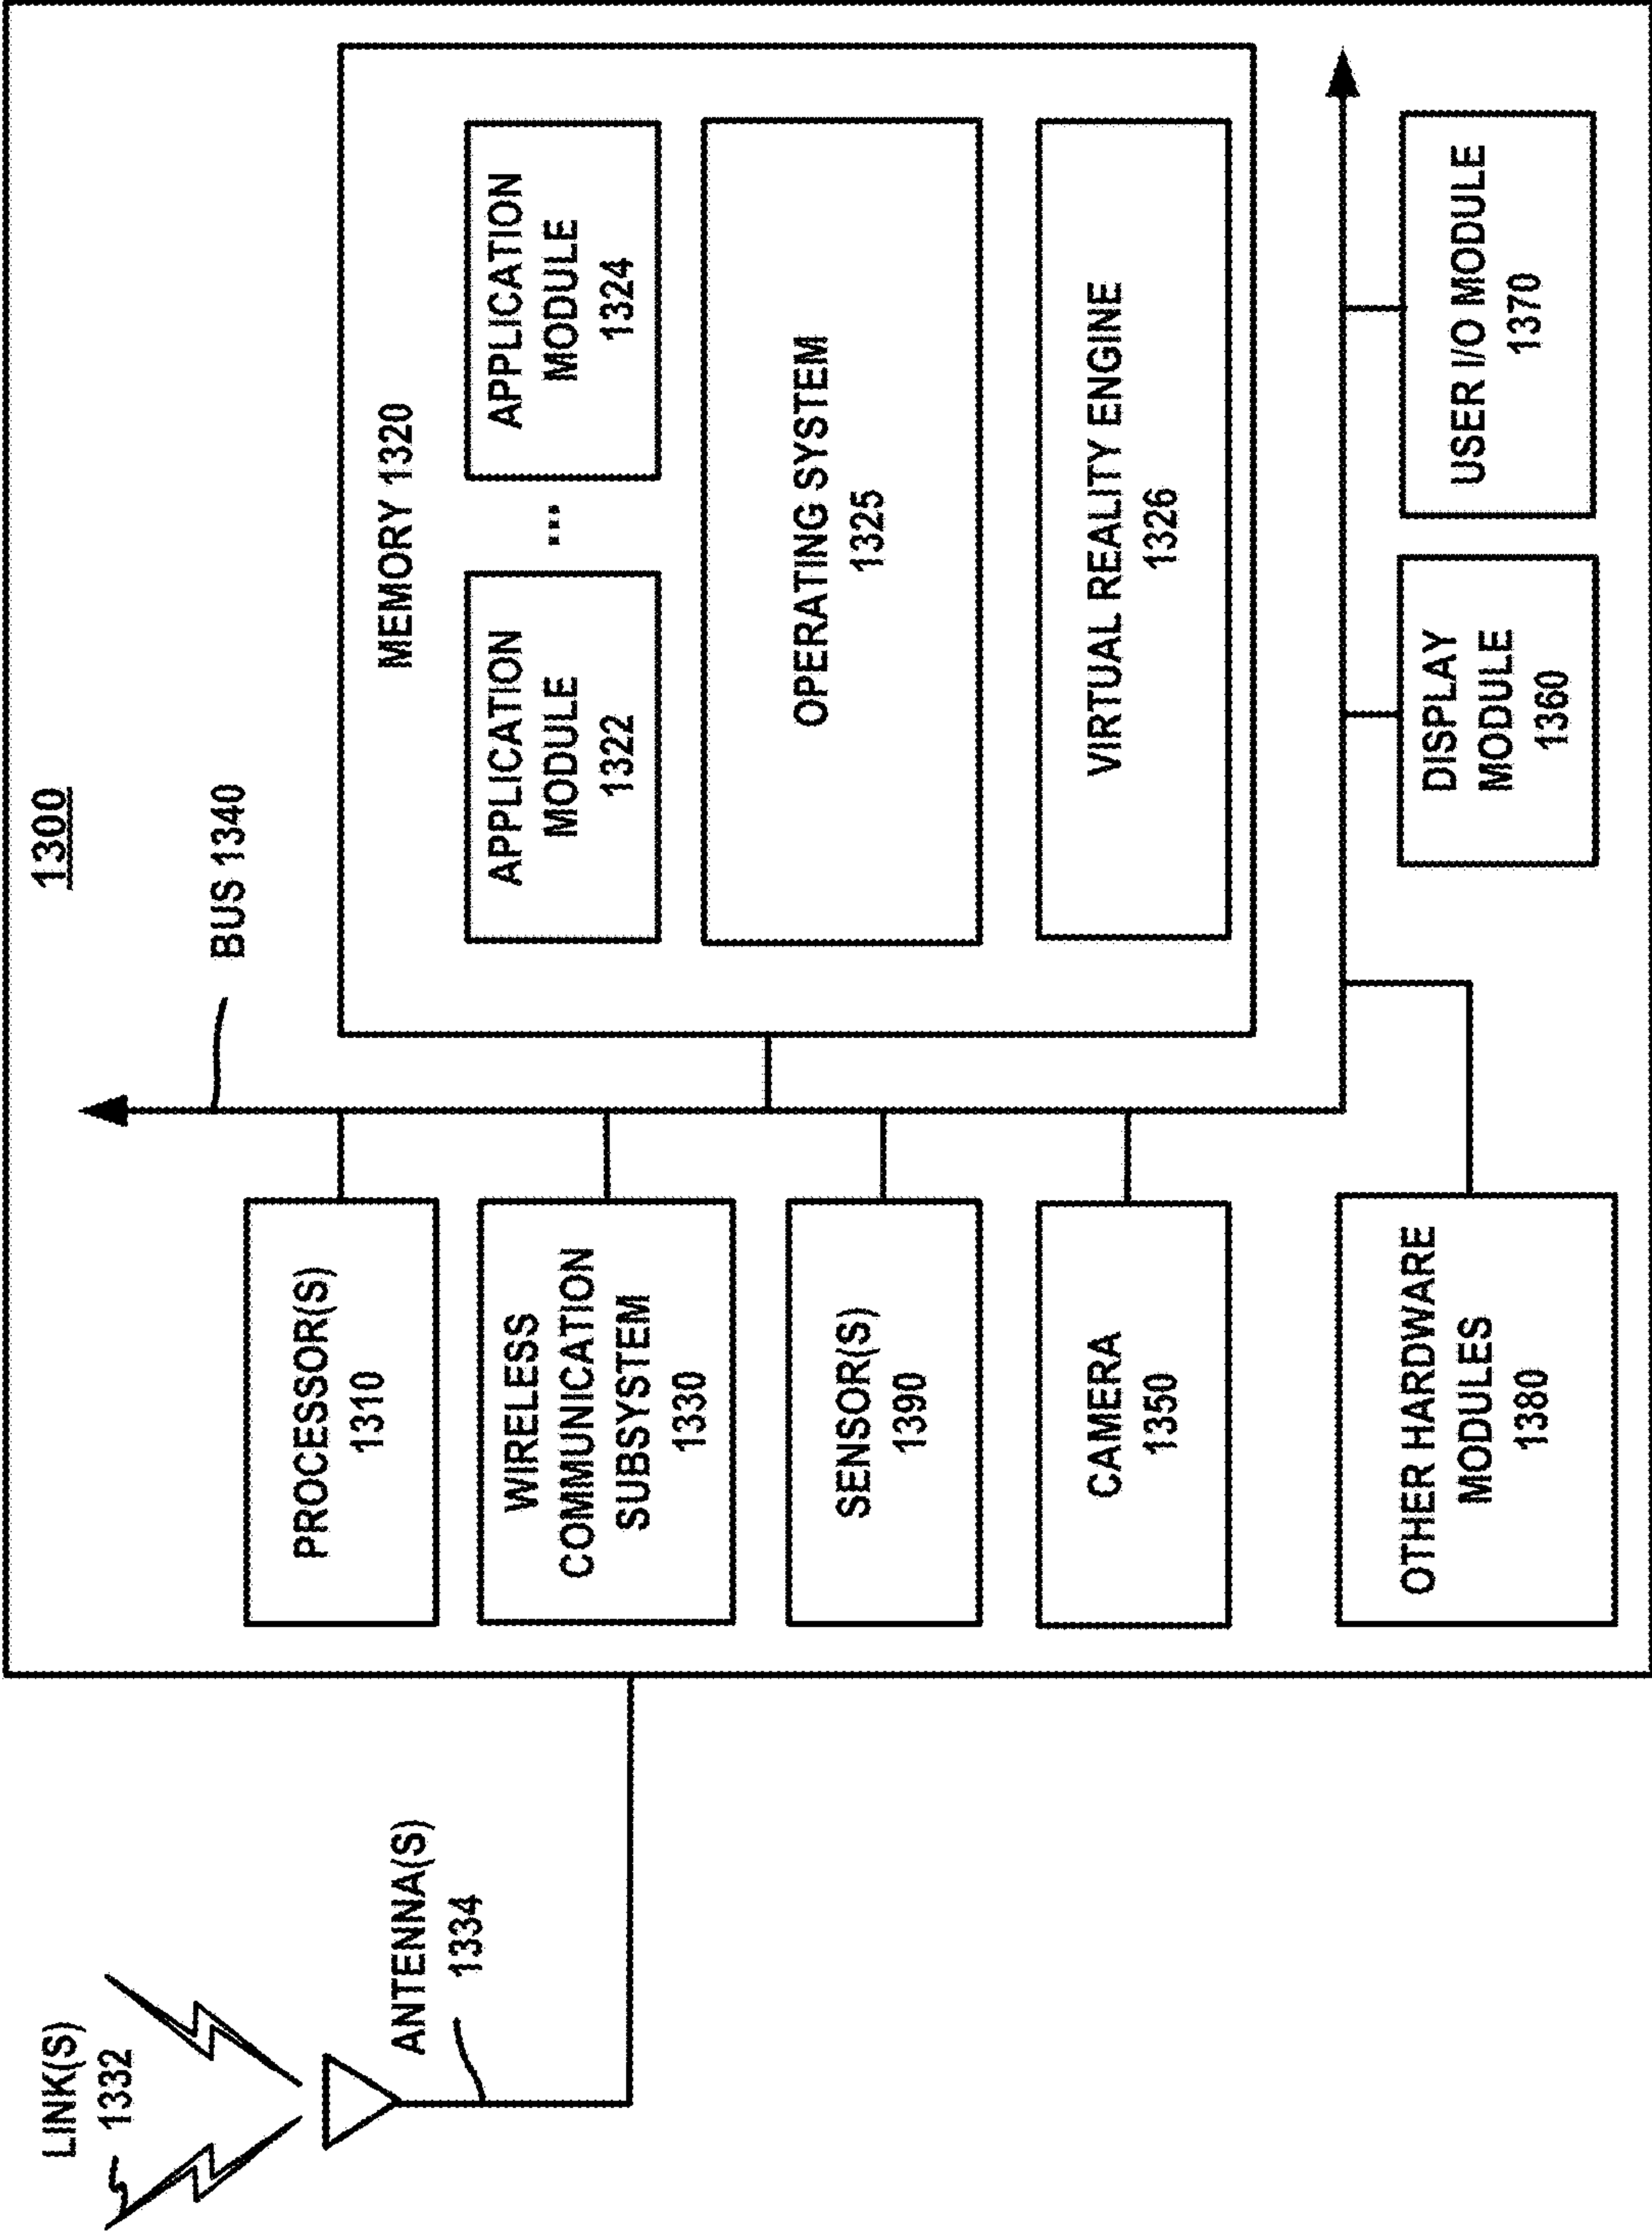 1300
BUS 1340
LINK(S)
1332
ANTENNA(S)
1334
PROCESSOR(S)
1310
WIRELESS
COMMUNICATION
SUBSYSTEM
1330
SENSOR(S)
1390
CAMERA
1350
OTHER HARDWARE
MODULES
1380
MEMORY 1320
APPLICATION
MODULE
1322
...
APPLICATION
MODULE
1324
OPERATING SYSTEM
1325
VIRTUAL REALITY ENGINE
1326
DISPLAY
MODULE
1360
USER I/O MODULE
1370